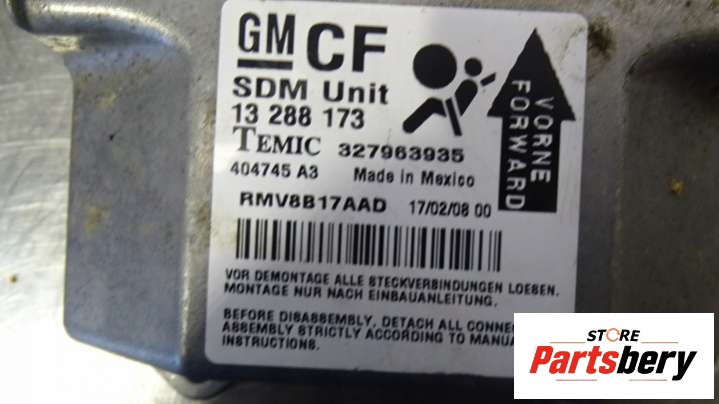 GM CF
SDM Unit
13 288 173
TEMIC 327963935
404745 A3 Made in Mexico
RMV8B17AAD 17/02/08 00
VORNE
FORWARD
VOR DEMONTAGE ALLE STECKVERBINDUNGEN LOESEN.
MONTAGE NUR NACH EINBAUANLEITUNG.
BEFORE DISASSEMBLY, DETACH ALL CONNEC
ASSEMBLY STRICTLY ACCORDING TO MANUA
INSTRUCTIONS.
STORE
Partsbery